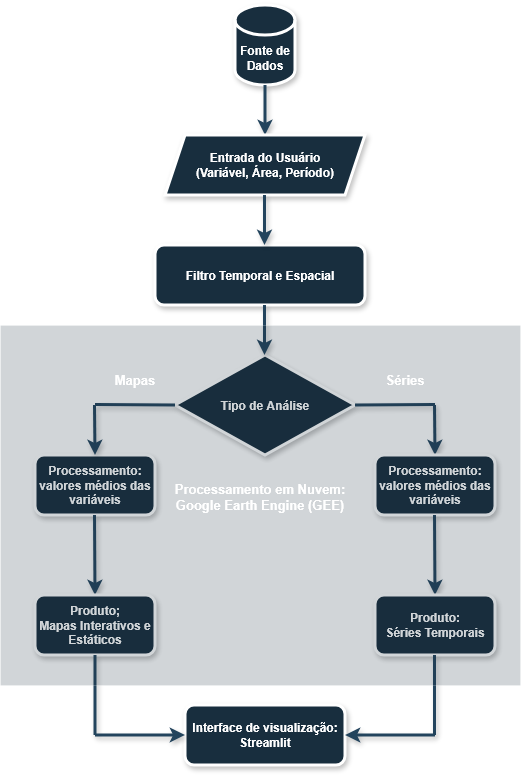 Fonte de
Dados
Entrada do Usuário
(Variável, Área, Período)
Filtro Temporal e Espacial
Mapas
Séries
Tipo de Análise
Processamento:
valores médios das
variáveis
Processamento:
valores médios das
variáveis
Processamento em Nuvem:
Google Earth Engine (GEE)
Produto;
Mapas Interativos e
Estáticos
Produto:
Séries Temporais
Interface de visualização:
Streamlit